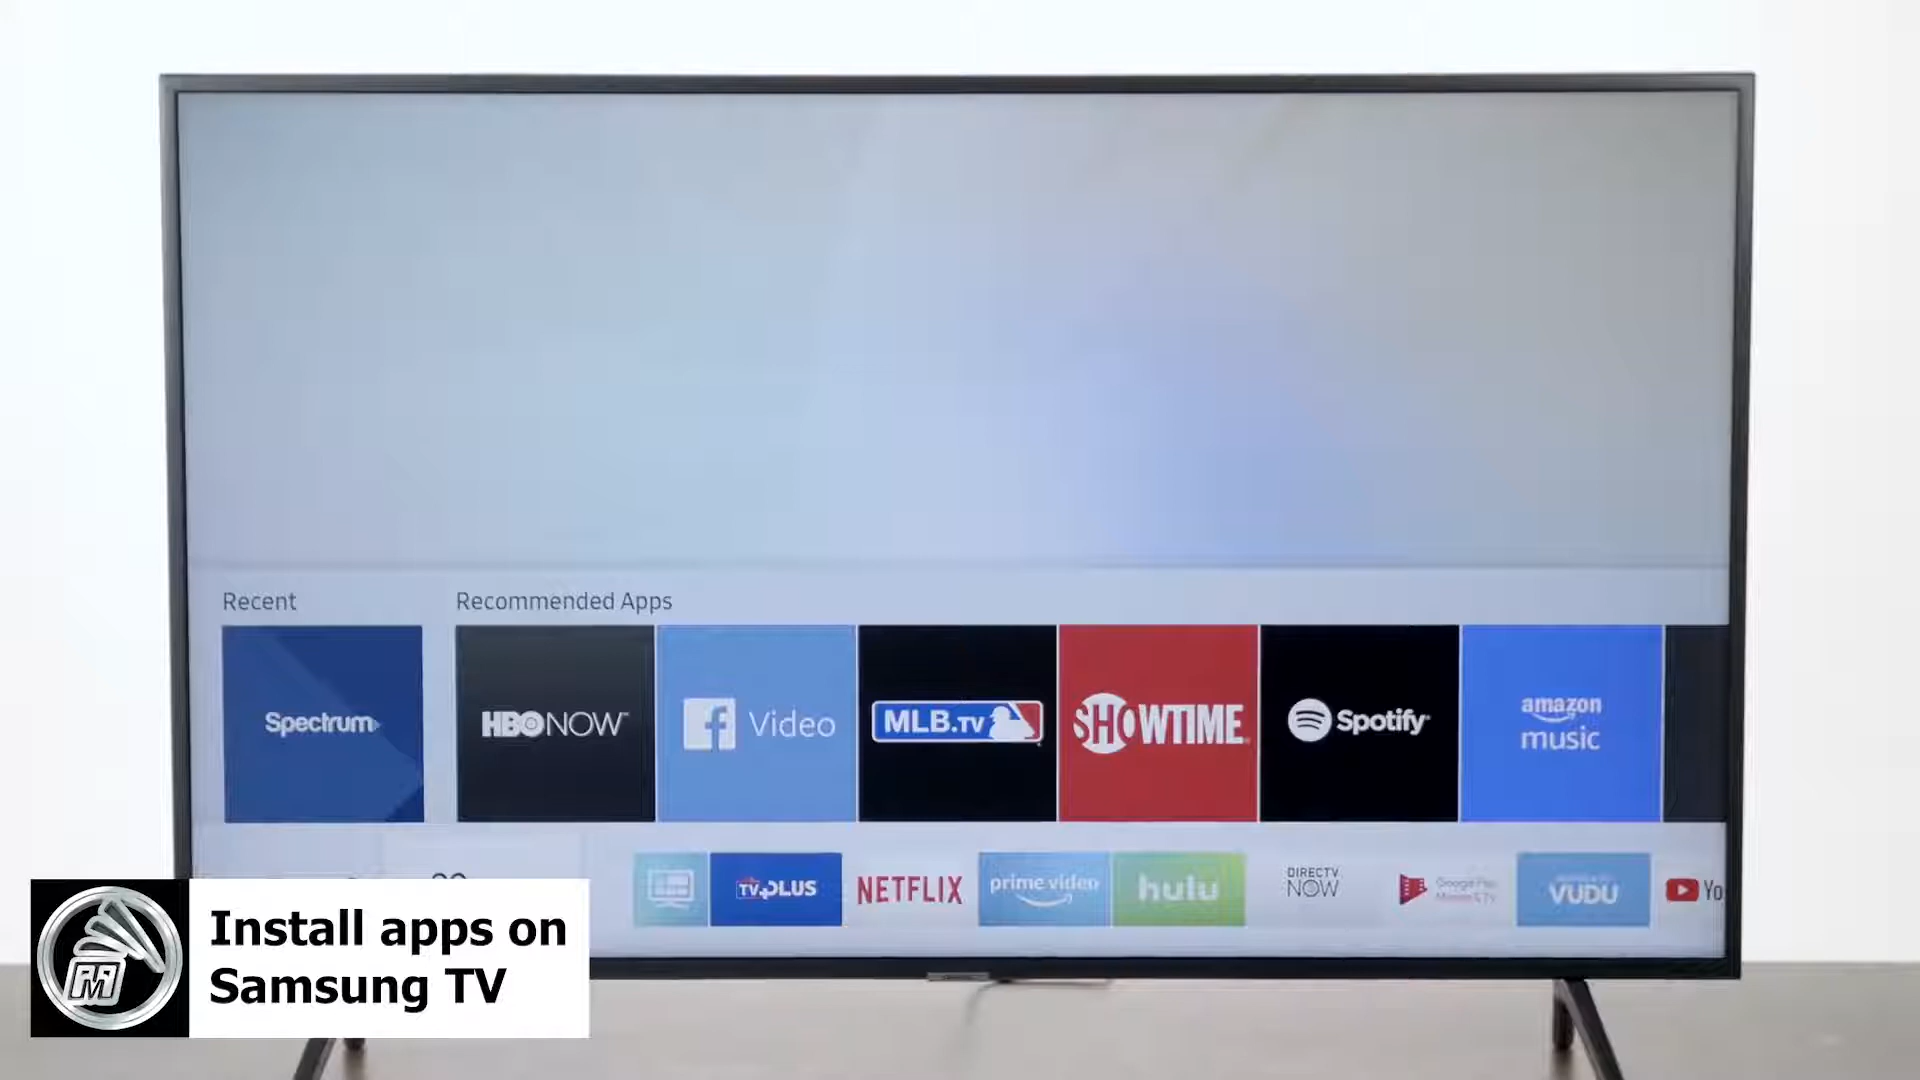 Recent
Recommended Apps
Spectrum
HBO NOW
Video
MLB.TV
SHOWTIME
Spotify
amazon music
TV PLUS
NETFLIX
prime video
hulu
DIRECTV NOW
VUDU
Yo
Install apps on
Samsung TV